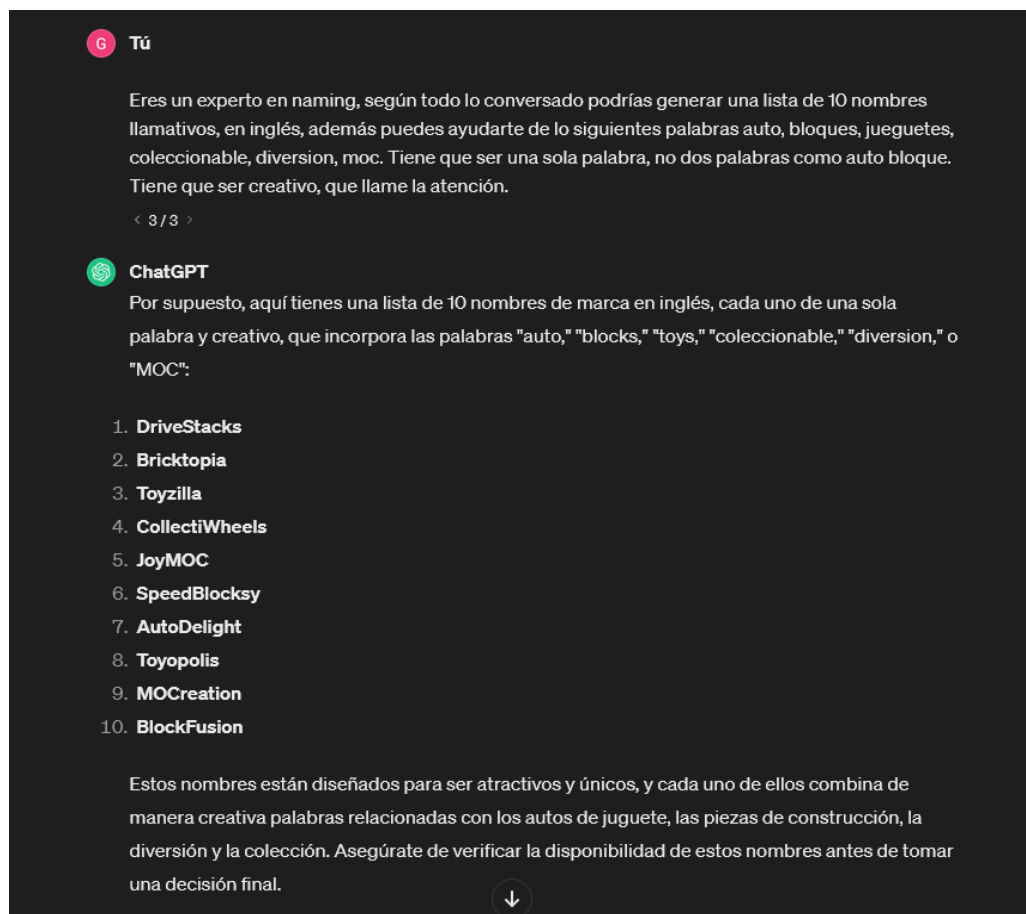 G Tú
Eres un experto en naming, según todo lo conversado podrías generar una lista de 10 nombres
llamativos, en inglés, además puedes ayudarte de lo siguientes palabras auto, bloques, jueguetes,
coleccionable, diversion, moc. Tiene que ser una sola palabra, no dos palabras como auto bloque.
Tiene que ser creativo, que llame la atención.
< 3 / 3 >
ChatGPT
Por supuesto, aquí tienes una lista de 10 nombres de marca en inglés, cada uno de una sola
palabra y creativo, que incorpora las palabras "auto," "blocks," "toys," "coleccionable," "diversion," o
"MOC":
1. DriveStacks
2. Bricktopia
3. Toyzilla
4. CollectiWheels
5. JoyMOC
6. SpeedBlocksy
7. AutoDelight
8. Toyopolis
9. MOCreation
10. BlockFusion
Estos nombres están diseñados para ser atractivos y únicos, y cada uno de ellos combina de
manera creativa palabras relacionadas con los autos de juguete, las piezas de construcción, la
diversión y la colección. Asegúrate de verificar la disponibilidad de estos nombres antes de tomar
una decisión final.